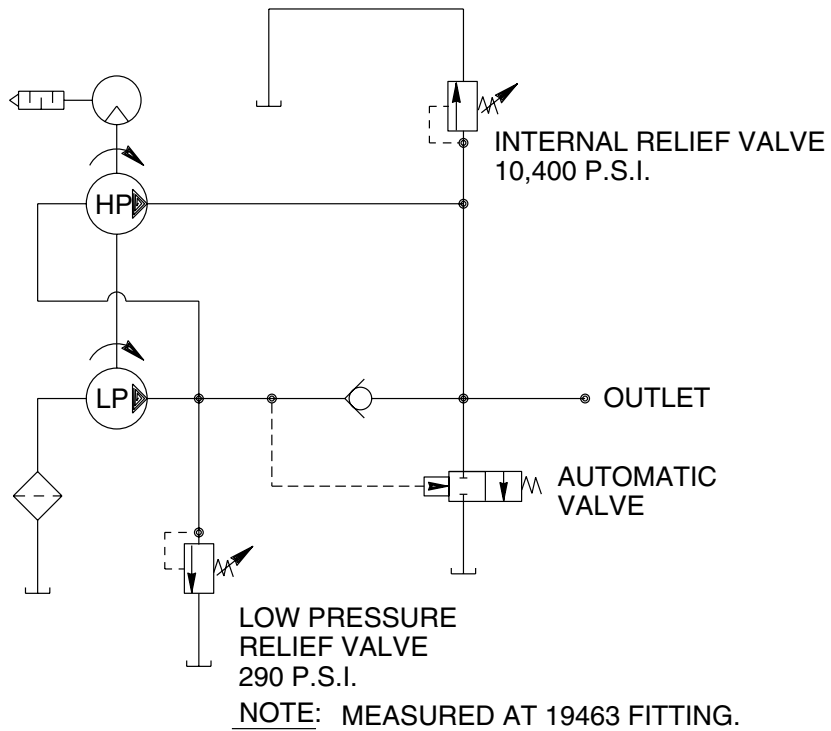 INTERNAL RELIEF VALVE
10,400 P.S.I.
HP
LP
OUTLET
AUTOMATIC
VALVE
LOW PRESSURE
RELIEF VALVE
290 P.S.I.
NOTE: MEASURED AT 19463 FITTING.